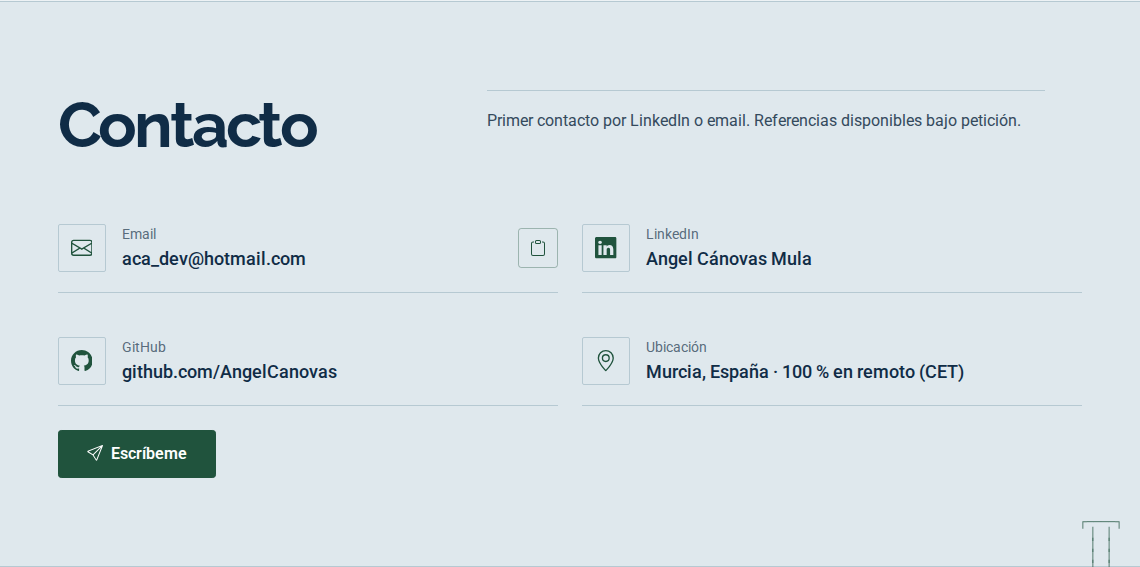 Contacto
Primer contacto por LinkedIn o email. Referencias disponibles bajo petición.
Email
aca_dev@hotmail.com
LinkedIn
Angel Cánovas Mula
GitHub
github.com/AngelCanovas
Ubicación
Murcia, España · 100 % en remoto (CET)
Escríbeme